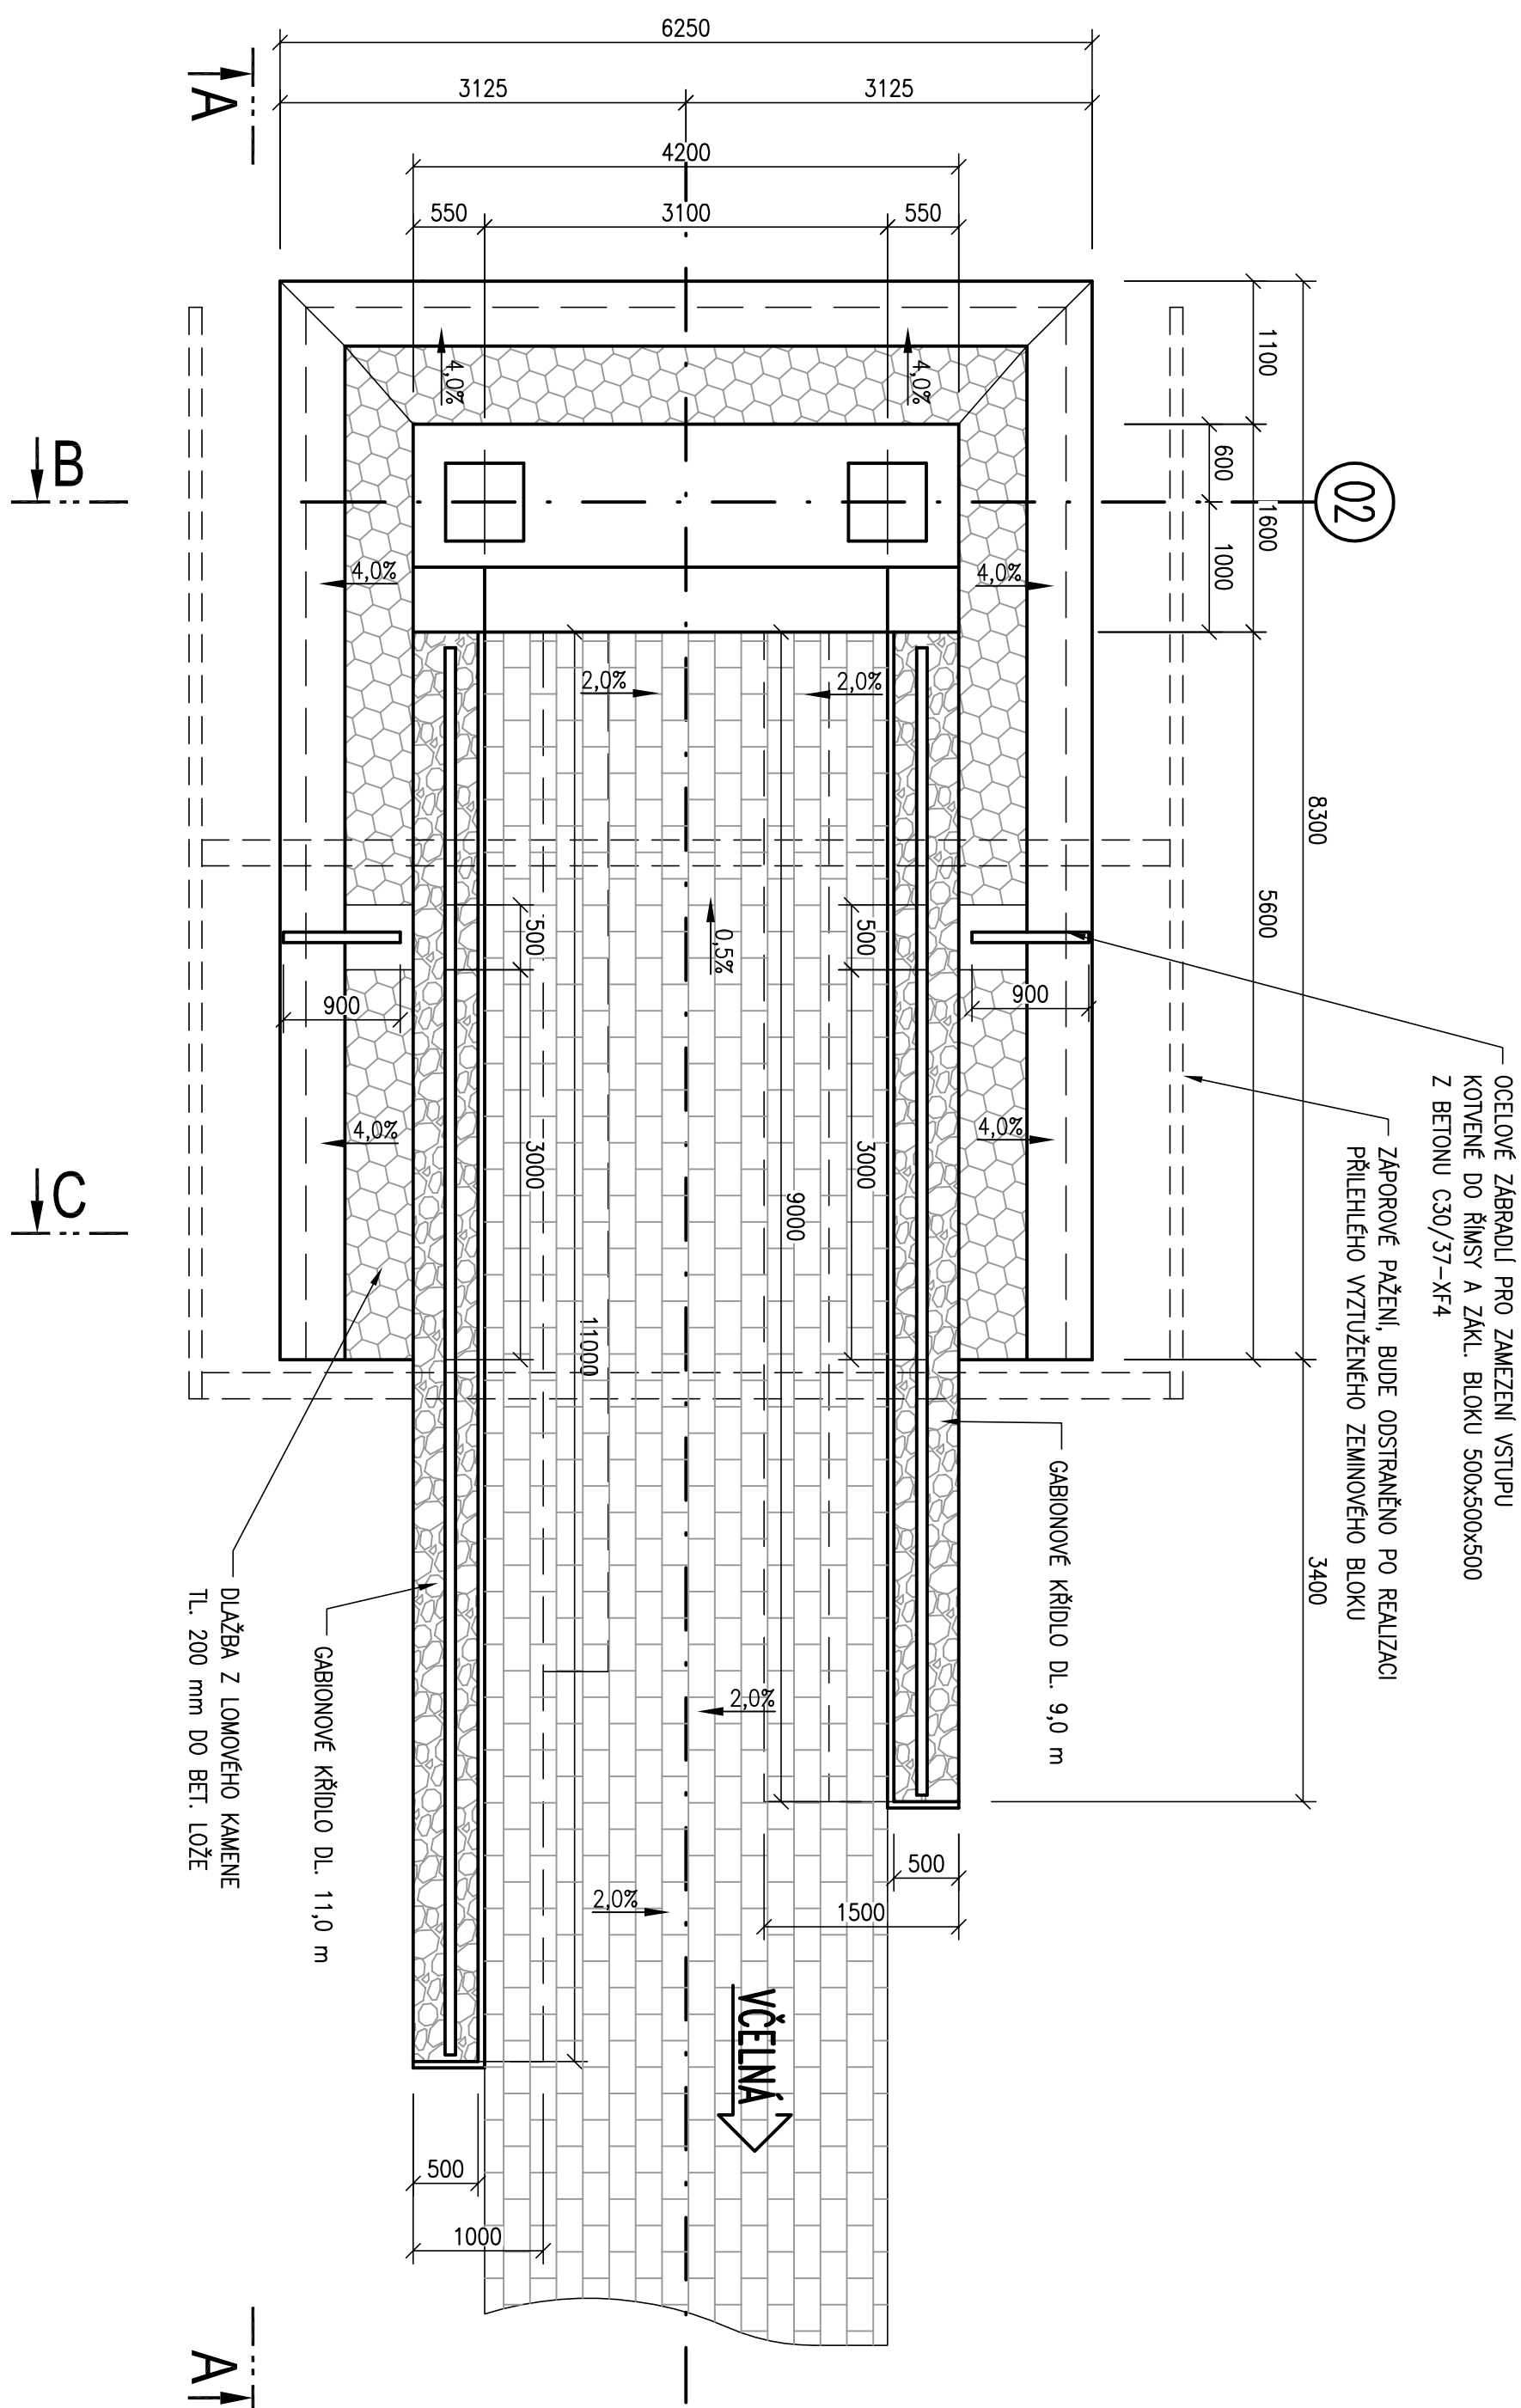 6250
3125
3125
4200
550
3100
550
A
B
C
A
02
8300
3400
1100
1600
5600
600
1000
4,0%
4,0%
4,0%
4,0%
2,0%
2,0%
0,5%
500
500
900
900
3000
3000
9000
11000
4,0%
4,0%
2,0%
2,0%
500
1500
500
1000
OCELOVÉ ZÁBRADLÍ PRO ZAMEZENÍ VSTUPU
KOTVENÉ DO ŘÍMSY A ZÁKL. BLOKU 500x500x500
Z BETONU C30/37-XF4
ZÁPOROVÉ PAŽENÍ, BUDE ODSTRANĚNO PO REALIZACI
PŘILEHLÉHO VYZTUŽENÉHO ZEMINOVÉHO BLOKU
GABIONOVÉ KŘÍDLO DL. 9,0 m
VČELNÁ
GABIONOVÉ KŘÍDLO DL. 11,0 m
DLAŽBA Z LOMOVÉHO KAMENE
TL. 200 mm DO BET. LOŽE